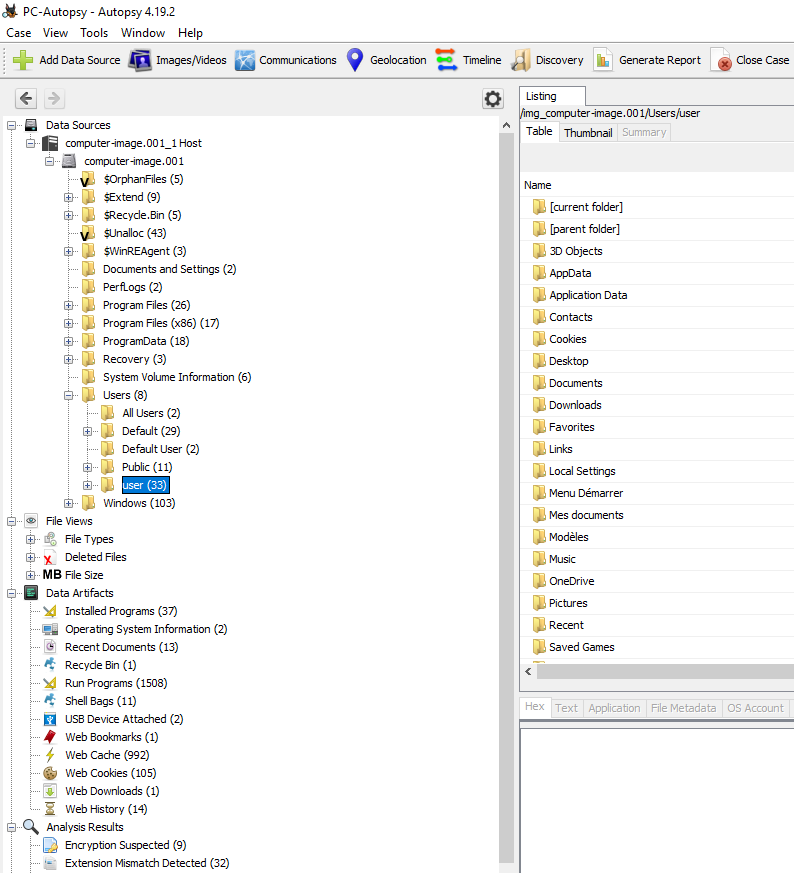 PC-Autopsy - Autopsy 4.19.2
Case View Tools Window Help
Add Data Source Images/Videos Communications Geolocation Timeline Discovery Generate Report Close Case
Data Sources
computer-image.001_1 Host
computer-image.001
$OrphanFiles (5)
$Extend (9)
$Recycle.Bin (5)
$Unalloc (43)
$WinREAgent (3)
Documents and Settings (2)
PerfLogs (2)
Program Files (26)
Program Files (x86) (17)
ProgramData (18)
Recovery (3)
System Volume Information (6)
Users (8)
All Users (2)
Default (29)
Default User (2)
Public (11)
user (33)
Windows (103)
File Views
File Types
Deleted Files
MB File Size
Data Artifacts
Installed Programs (37)
Operating System Information (2)
Recent Documents (13)
Recycle Bin (1)
Run Programs (1508)
Shell Bags (11)
USB Device Attached (2)
Web Bookmarks (1)
Web Cache (992)
Web Cookies (105)
Web Downloads (1)
Web History (14)
Analysis Results
Encryption Suspected (9)
Extension Mismatch Detected (32)
Listing
/img_computer-image.001/Users/user
Table Thumbnail Summary
Name
[current folder]
[parent folder]
3D Objects
AppData
Application Data
Contacts
Cookies
Desktop
Documents
Downloads
Favorites
Links
Local Settings
Menu Démarrer
Mes documents
Modèles
Music
OneDrive
Pictures
Recent
Saved Games
Hex Text Application File Metadata OS Account